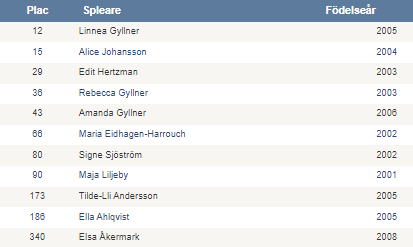 Plac Spleare Födelseår
12 Linnea Gyllner 2005
15 Alice Johansson 2004
29 Edit Hertzman 2003
36 Rebecca Gyllner 2003
43 Amanda Gyllner 2006
66 Maria Eidhagen-Harrouch 2002
80 Signe Sjöström 2002
90 Maja Liljeby 2001
173 Tilde-Lli Andersson 2005
186 Ella Ahlqvist 2005
340 Elsa Åkermark 2008